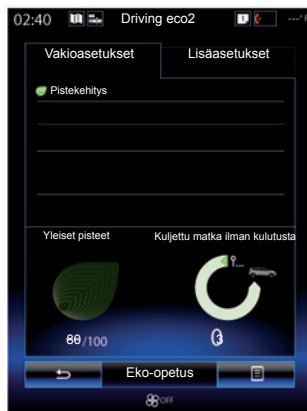 02:40 Driving eco2 ---°F
Vakioasetukset Lisäasetukset
Pistekehitys
Yleiset pisteet Kuljettu matka ilman kulutusta
/100
Eko-opetus
OFF